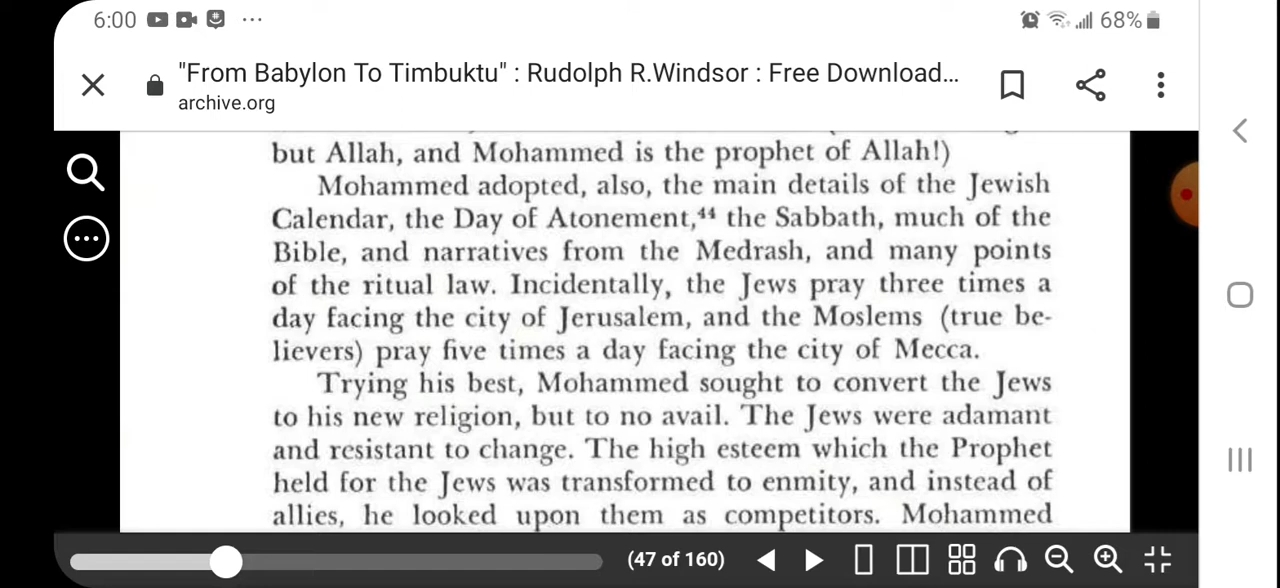 6:00 ... 68%
"From Babylon To Timbuktu" : Rudolph R.Windsor : Free Download...
archive.org
but Allah, and Mohammed is the prophet of Allah!)
Mohammed adopted, also, the main details of the Jewish
Calendar, the Day of Atonement,⁴⁴ the Sabbath, much of the
Bible, and narratives from the Medrash, and many points
of the ritual law. Incidentally, the Jews pray three times a
day facing the city of Jerusalem, and the Moslems (true be-
lievers) pray five times a day facing the city of Mecca.
Trying his best, Mohammed sought to convert the Jews
to his new religion, but to no avail. The Jews were adamant
and resistant to change. The high esteem which the Prophet
held for the Jews was transformed to enmity, and instead of
allies, he looked upon them as competitors. Mohammed
(47 of 160)